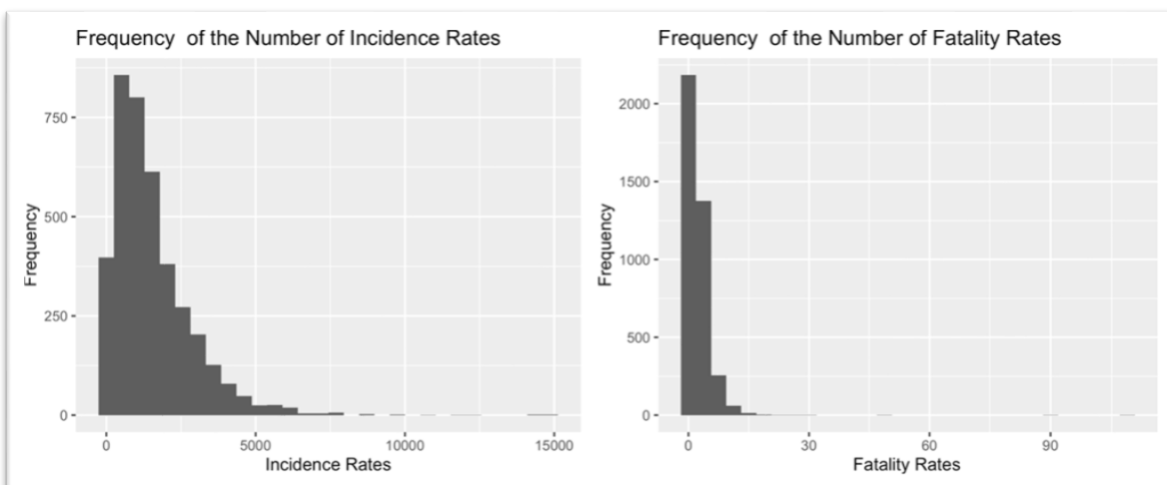 Frequency  of the Number of Incidence Rates
750
500
250
0
Frequency
0 5000 10000 15000
Incidence Rates
Frequency  of the Number of Fatality Rates
2000
1500
1000
500
0
Frequency
0 30 60 90
Fatality Rates